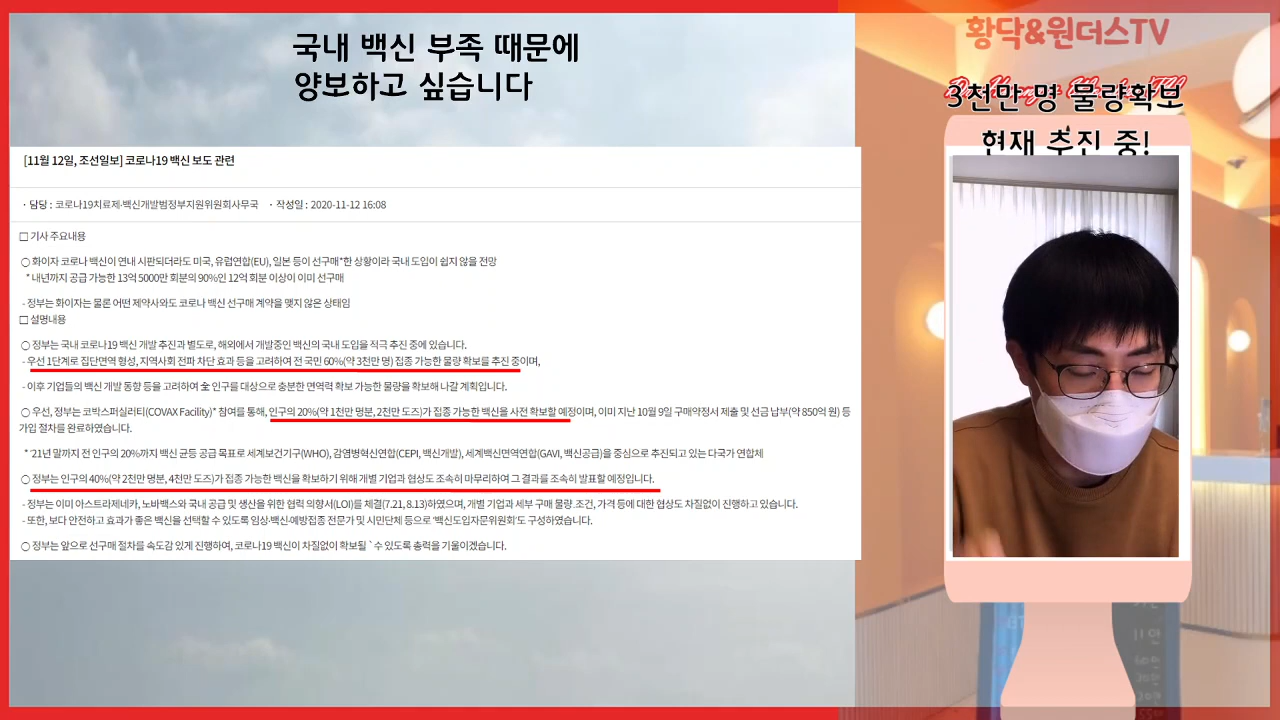 국내 백신 부족 때문에
양보하고 싶습니다
[11월 12일, 조선일보] 코로나19 백신 보도 관련
· 담당 : 코로나19치료제·백신개발범정부지원위원회사무국 · 작성일 : 2020-11-12 16:08
□ 기사 주요내용
○ 화이자 코로나 백신이 연내 시판되더라도 미국, 유럽연합(EU), 일본 등이 선구매*한 상황이라 국내 도입이 쉽지 않을 전망
* 내년까지 공급 가능한 13억 5000만 회분의 90%인 12억 회분 이상이 이미 선구매
- 정부는 화이자는 물론 어떤 제약사와도 코로나 백신 선구매 계약을 맺지 않은 상태임
□ 설명내용
○ 정부는 국내 코로나19 백신 개발 추진과 별도로, 해외에서 개발중인 백신의 국내 도입을 적극 추진 중에 있습니다.
- 우선 1단계로 집단면역 형성, 지역사회 전파 차단 효과 등을 고려하여 전 국민 60%(약 3천만 명) 접종 가능한 물량 확보를 추진 중이며,
- 이후 기업들의 백신 개발 동향 등을 고려하여 全 인구를 대상으로 충분한 면역력 확보 가능한 물량을 확보해 나갈 계획입니다.
○ 우선, 정부는 코박스퍼실러티(COVAX Facility)* 참여를 통해, 인구의 20%(약 1천만 명분, 2천만 도즈)가 접종 가능한 백신을 사전 확보할 예정이며, 이미 지난 10월 9일 구매약정서 제출 및 선금 납부(약 850억 원) 등
가입 절차를 완료하였습니다.
* '21년 말까지 전 인구의 20%까지 백신 균등 공급 목표로 세계보건기구(WHO), 감염병혁신연합(CEPI, 백신개발), 세계백신면역연합(GAVI, 백신공급)을 중심으로 추진되고 있는 다국가 연합체
○ 정부는 인구의 40%(약 2천만 명분, 4천만 도즈)가 접종 가능한 백신을 확보하기 위해 개별 기업과 협상도 조속히 마무리하여 그 결과를 조속히 발표할 예정입니다.
- 정부는 이미 아스트라제네카, 노바백스와 국내 공급 및 생산을 위한 협력 의향서(LOI)를 체결(7.21, 8.13)하였으며, 개별 기업과 세부 구매 물량·조건, 가격 등에 대한 협상도 차질없이 진행하고 있습니다.
- 또한, 보다 안전하고 효과가 좋은 백신을 선택할 수 있도록 임상·백신·예방접종 전문가 및 시민단체 등으로 '백신도입자문위원회'도 구성하였습니다.
○ 정부는 앞으로 선구매 절차를 속도감 있게 진행하여, 코로나19 백신이 차질없이 확보될 `수 있도록 총력을 기울이겠습니다.
황닥&원더스TV
3천만 명 물량확보
현재 추진 중!